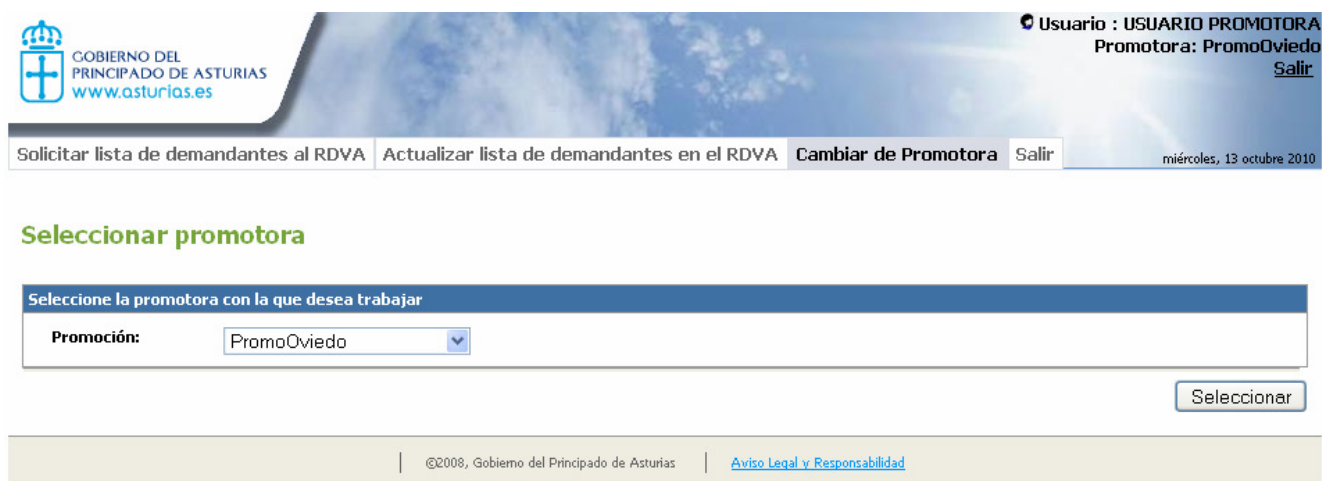 GOBIERNO DEL
PRINCIPADO DE ASTURIAS
www.asturias.es
Usuario : USUARIO PROMOTORA
Promotora: PromoOviedo
Salir
Solicitar lista de demandantes al RDVA Actualizar lista de demandantes en el RDVA Cambiar de Promotora Salir miércoles, 13 octubre 2010
Seleccionar promotora
Seleccione la promotora con la que desea trabajar
Promoción: PromoOviedo
Seleccionar
©2008, Gobierno del Principado de Asturias Aviso Legal y Responsabilidad